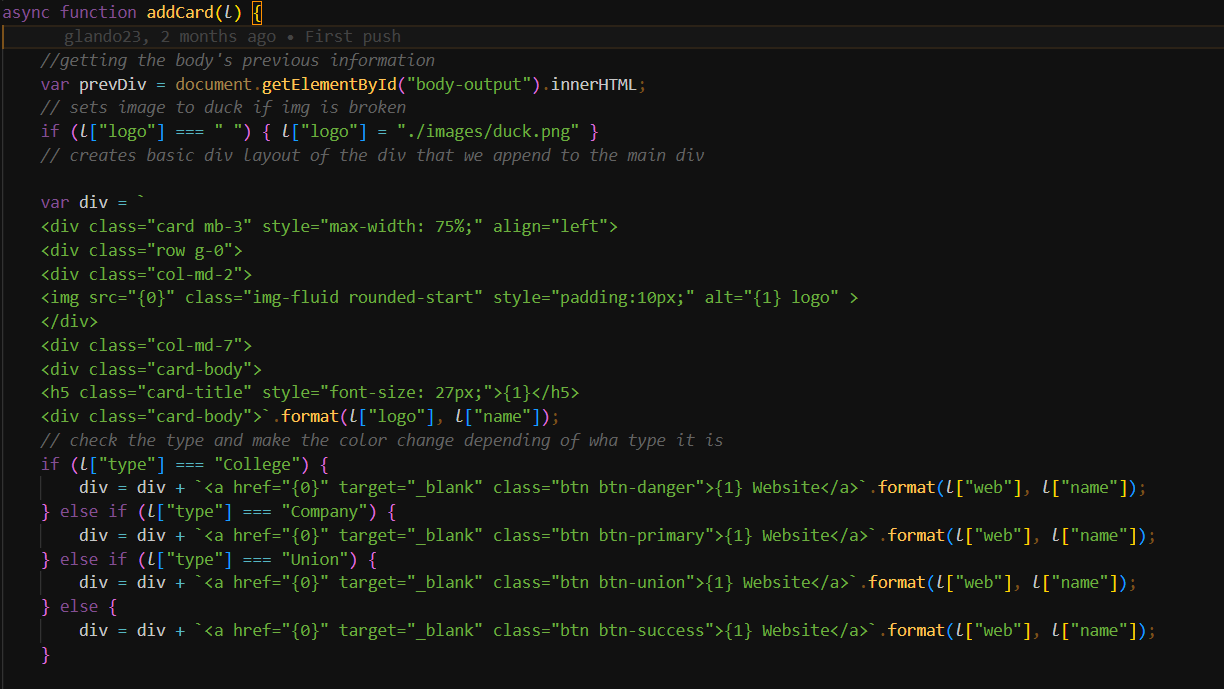 async function addCard(l) {
glando23, 2 months ago • First push
//getting the body's previous information
var prevDiv = document.getElementById("body-output").innerHTML;
// sets image to duck if img is broken
if (l["logo"] === " ") { l["logo"] = "./images/duck.png" }
// creates basic div layout of the div that we append to the main div
var div = `
<div class="card mb-3" style="max-width: 75%;" align="left">
<div class="row g-0">
<div class="col-md-2">
<img src="{0}" class="img-fluid rounded-start" style="padding:10px;" alt="{1} logo" >
</div>
<div class="col-md-7">
<div class="card-body">
<h5 class="card-title" style="font-size: 27px;">{1}</h5>
<div class="card-body">`.format(l["logo"], l["name"]);
// check the type and make the color change depending of wha type it is
if (l["type"] === "College") {
div = div + `<a href="{0}" target="_blank" class="btn btn-danger">{1} Website</a>`.format(l["web"], l["name"]);
} else if (l["type"] === "Company") {
div = div + `<a href="{0}" target="_blank" class="btn btn-primary">{1} Website</a>`.format(l["web"], l["name"]);
} else if (l["type"] === "Union") {
div = div + `<a href="{0}" target="_blank" class="btn btn-union">{1} Website</a>`.format(l["web"], l["name"]);
} else {
div = div + `<a href="{0}" target="_blank" class="btn btn-success">{1} Website</a>`.format(l["web"], l["name"]);
}